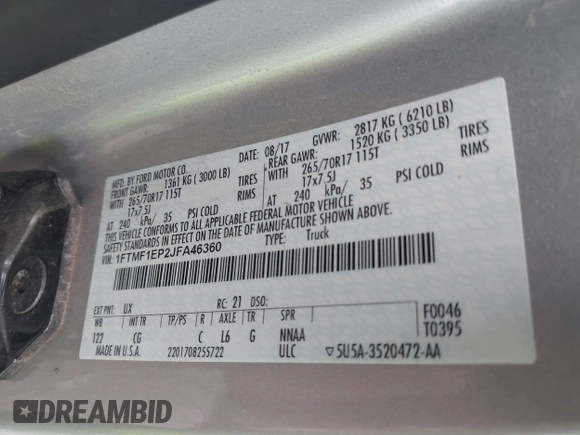 MFD. BY FORD MOTOR CO.
DATE: 08/17 GVWR: 2817 KG ( 6210 LB)
FRONT GAWR: 1361 KG ( 3000 LB) REAR GAWR: 1520 KG ( 3350 LB)
WITH 265/70R17 115T TIRES WITH 265/70R17 115T TIRES
17x7.5J RIMS 17x7.5J RIMS
AT 240 kPa/ 35 PSI COLD AT 240 kPa/ 35 PSI COLD
THIS VEHICLE CONFORMS TO ALL APPLICABLE FEDERAL MOTOR VEHICLE
SAFETY STANDARDS IN EFFECT ON THE DATE OF MANUFACTURE SHOWN ABOVE.
VIN: 1FTMF1EP2JFA46360 TYPE: Truck
EXT PNT: UX RC: 21 DSO:
WB INT TR TP/PS R AXLE TR SPR F0046
122 CG C L6 G NNAA T0395
MADE IN U.S.A. 2201708255722 ULC ▽5U5A-3520472-AA
DREAMBID